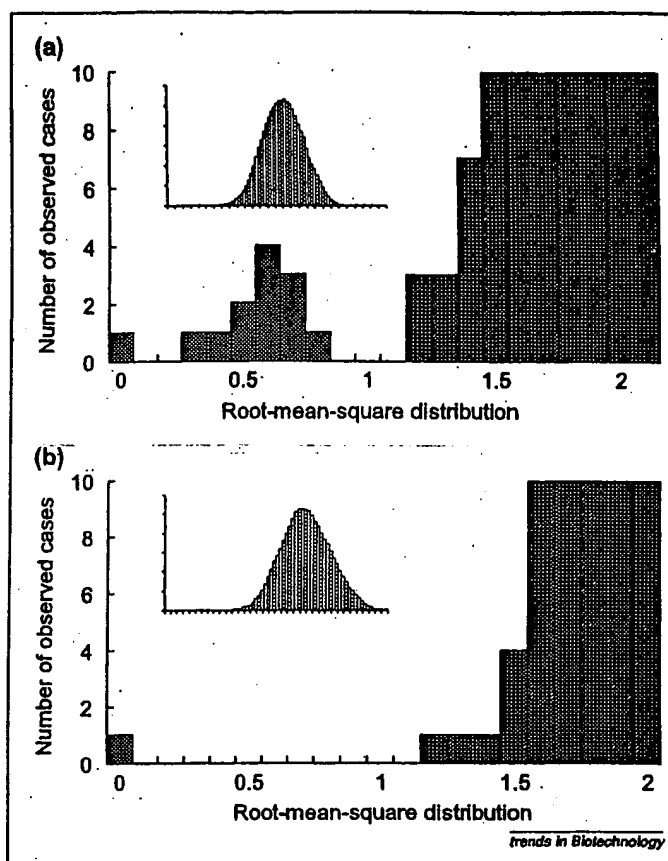 (a)
10
8
6
4
2
0
Number of observed cases
0 0.5 1 1.5 2
Root-mean-square distribution
(b)
10
8
6
4
2
0
Number of observed cases
0 0.5 1 1.5 2
Root-mean-square distribution
trends in Biotechnology